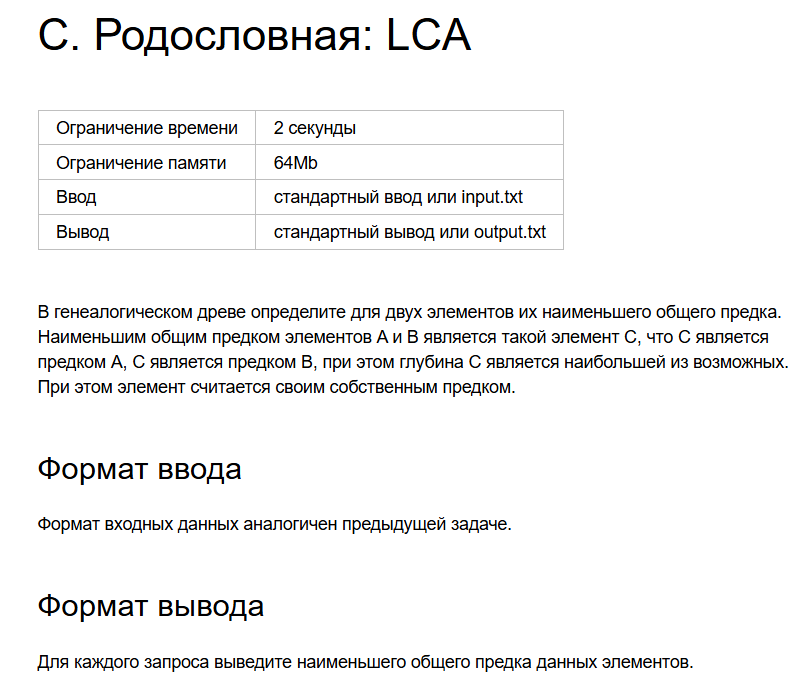 С. Родословная: LCA
Ограничение времени 2 секунды
Ограничение памяти 64Mb
Ввод стандартный ввод или input.txt
Вывод стандартный вывод или output.txt
В генеалогическом древе определите для двух элементов их наименьшего общего предка.
Наименьшим общим предком элементов A и B является такой элемент C, что C является
предком A, C является предком B, при этом глубина C является наибольшей из возможных.
При этом элемент считается своим собственным предком.
Формат ввода
Формат входных данных аналогичен предыдущей задаче.
Формат вывода
Для каждого запроса выведите наименьшего общего предка данных элементов.